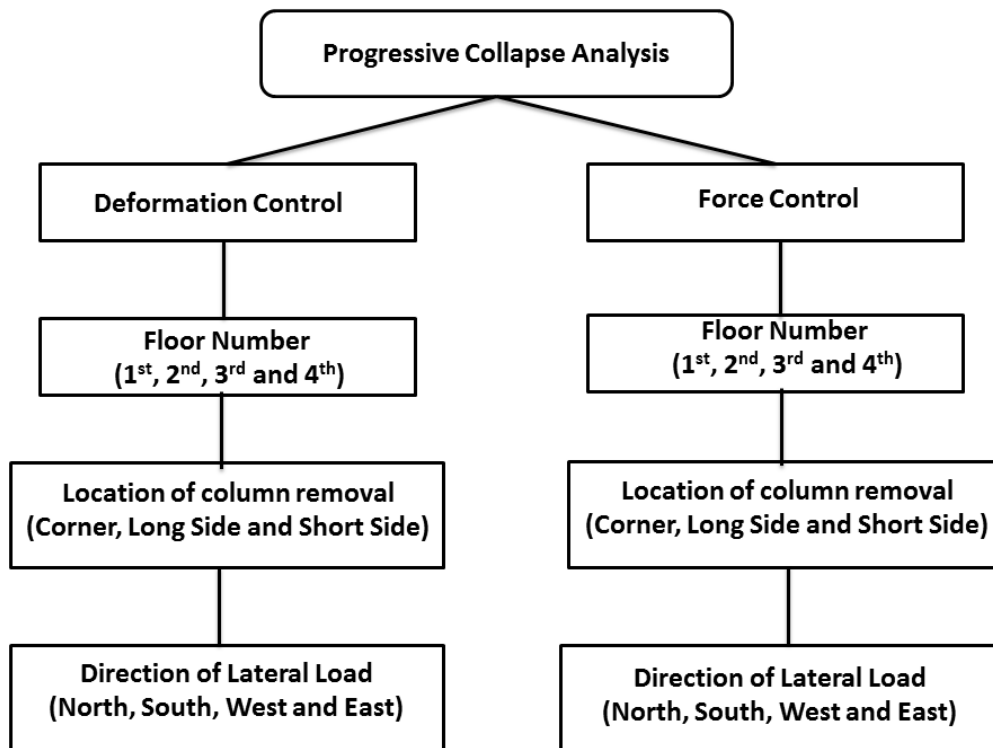 Progressive Collapse Analysis
Deformation Control
Force Control
Floor Number
(1st, 2nd, 3rd and 4th)
Floor Number
(1st, 2nd, 3rd and 4th)
Location of column removal
(Corner, Long Side and Short Side)
Location of column removal
(Corner, Long Side and Short Side)
Direction of Lateral Load
(North, South, West and East)
Direction of Lateral Load
(North, South, West and East)